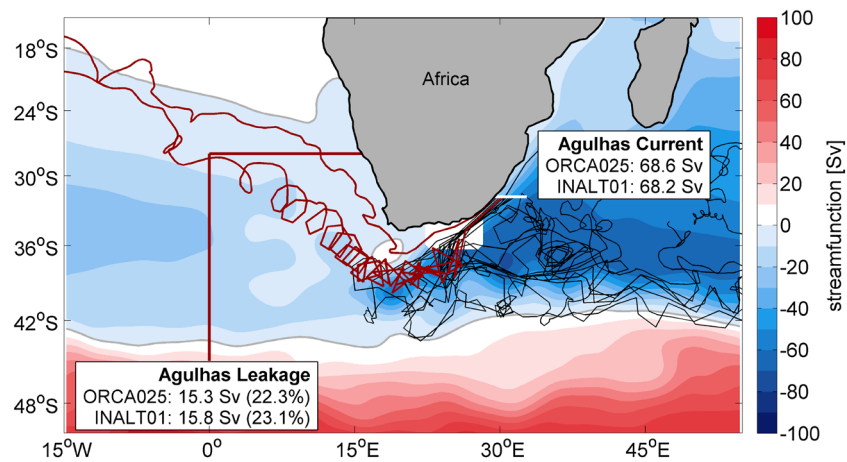 18°S
24°S
30°S
36°S
42°S
48°S
15°W
0°
15°E
30°E
45°E
Africa
Agulhas Current
ORCA025: 68.6 Sv
INALT01: 68.2 Sv
Agulhas Leakage
ORCA025: 15.3 Sv (22.3%)
INALT01: 15.8 Sv (23.1%)
100
80
60
40
20
0
-20
-40
-60
-80
-100
streamfunction [Sv]